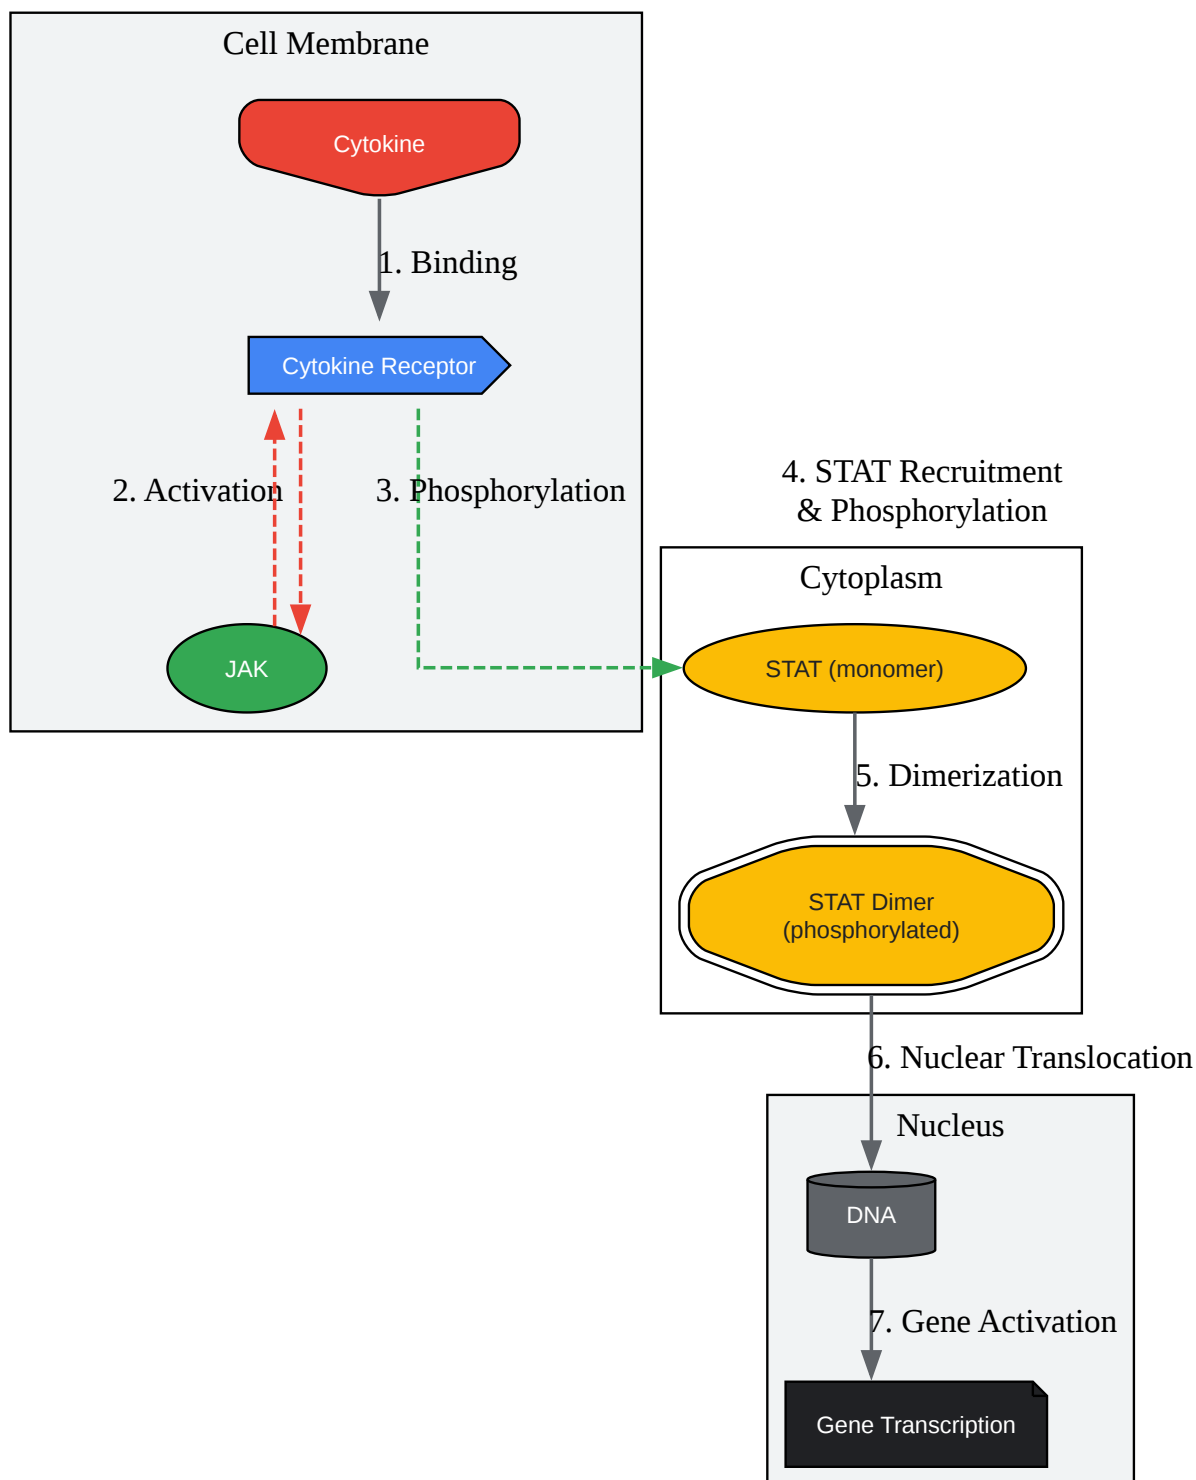 Cell Membrane
Cytokine
1. Binding
Cytokine Receptor
2. Activation
3. Phosphorylation
4. STAT Recruitment
& Phosphorylation
Cytoplasm
JAK
STAT (monomer)
5. Dimerization
STAT Dimer
(phosphorylated)
6. Nuclear Translocation
Nucleus
DNA
7. Gene Activation
Gene Transcription